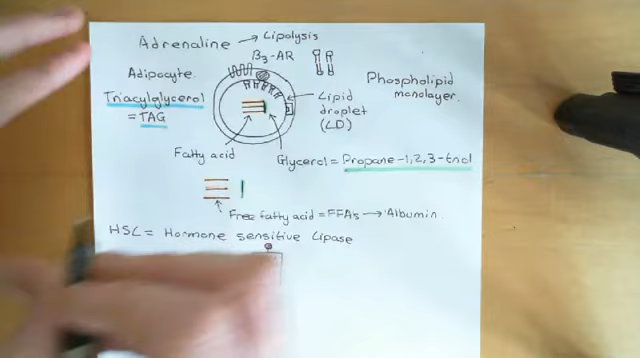 Adrenaline → Lipolysis
β3-AR
Adipocyte
Triacylglycerol
= TAG
Phospholipid
monolayer.
Lipid
droplet
(LD)
Fatty acid
Glycerol = Propane-1,2,3-triol
Free fatty acid = FFAs → Albumin.
HSL = Hormone sensitive Lipase